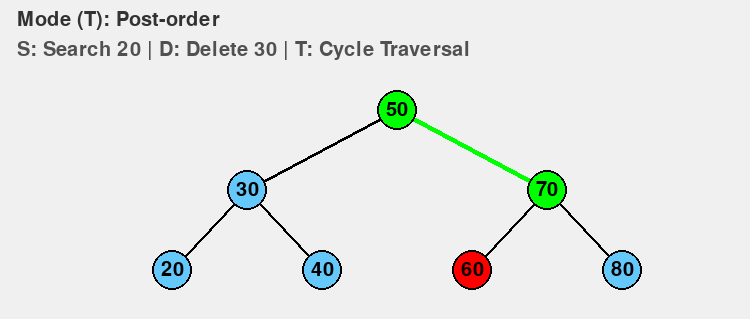 Mode (T): Post-order
S: Search 20 | D: Delete 30 | T: Cycle Traversal
50
30 70
20 40 60 80